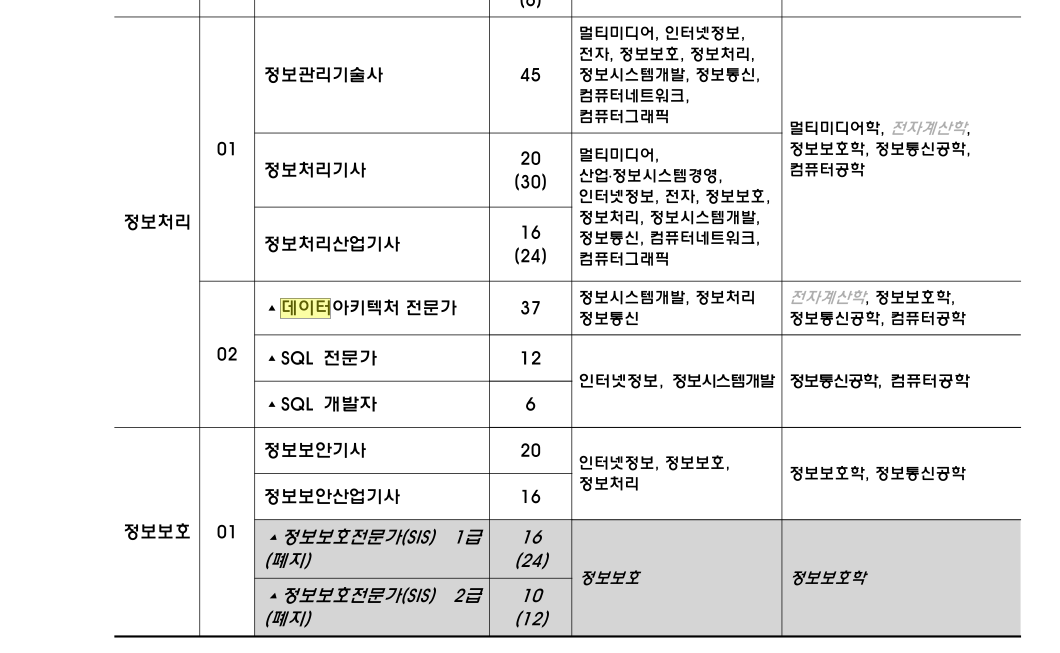 (6)
정보처리
01
정보관리기술사
45
멀티미디어, 인터넷정보,
전자, 정보보호, 정보처리,
정보시스템개발, 정보통신,
컴퓨터네트워크,
컴퓨터그래픽
멀티미디어학, 전자계산학,
정보보호학, 정보통신공학,
컴퓨터공학
정보처리기사
20
(30)
멀티미디어,
산업·정보시스템경영,
인터넷정보, 전자, 정보보호,
정보처리, 정보시스템개발,
정보통신, 컴퓨터네트워크,
컴퓨터그래픽
정보처리산업기사
16
(24)
02
▲ 데이터아키텍처 전문가
37
정보시스템개발, 정보처리
정보통신
전자계산학, 정보보호학,
정보통신공학, 컴퓨터공학
▲ SQL 전문가
12
인터넷정보, 정보시스템개발
정보통신공학, 컴퓨터공학
▲ SQL 개발자
6
정보보호
01
정보보안기사
20
인터넷정보, 정보보호,
정보처리
정보보호학, 정보통신공학
정보보안산업기사
16
▲ 정보보호전문가(SIS) 1급
(폐지)
16
(24)
정보보호
정보보호학
▲ 정보보호전문가(SIS) 2급
(폐지)
10
(12)